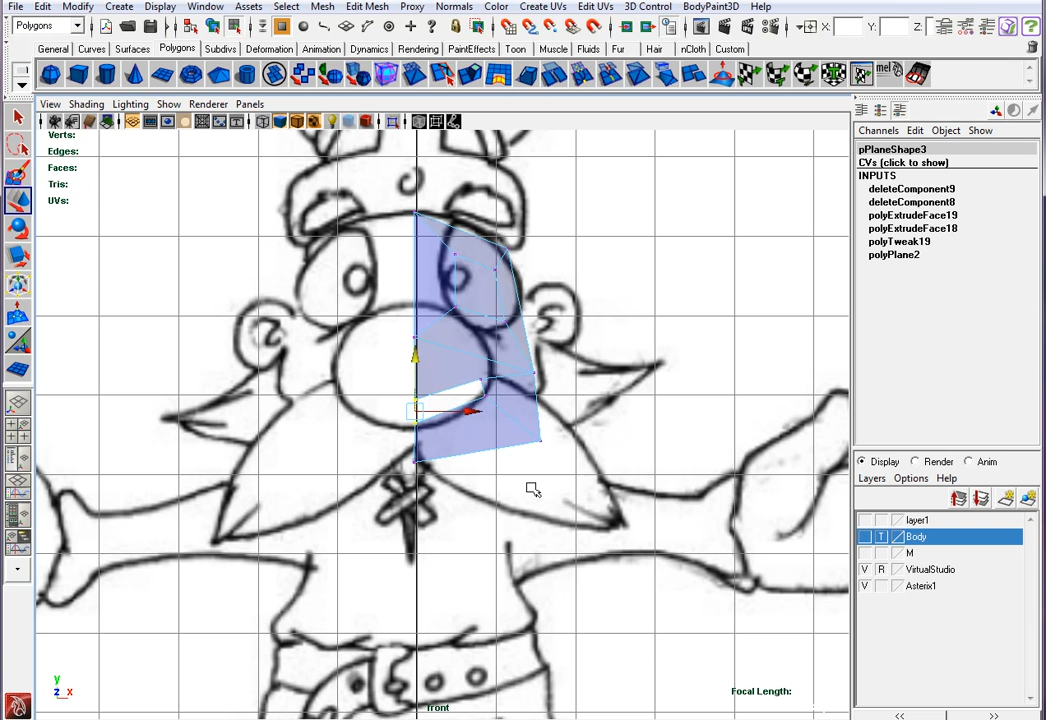 File Edit Modify Create Display Window Assets Select Mesh Edit Mesh Proxy Normals Color Create UVs Edit UVs 3D Control BodyPaint3D Help
Polygons X: Y: Z:
General Curves Surfaces Polygons Subdivs Deformation Animation Dynamics Rendering PaintEffects Toon Muscle Fluids Fur Hair nCloth Custom
mel
View Shading Lighting Show Renderer Panels
Verts:
Edges:
Faces:
Tris:
UVs:
Channels Edit Object Show
pPlaneShape3
CVs (click to show)
INPUTS
deleteComponent9
deleteComponent8
polyExtrudeFace19
polyExtrudeFace18
polyTweak19
polyPlane2
Display Render Anim
Layers Options Help
layer1
T Body
M
V R VirtualStudio
V Asterix1
y
z x
front
Focal Length:
<< >>